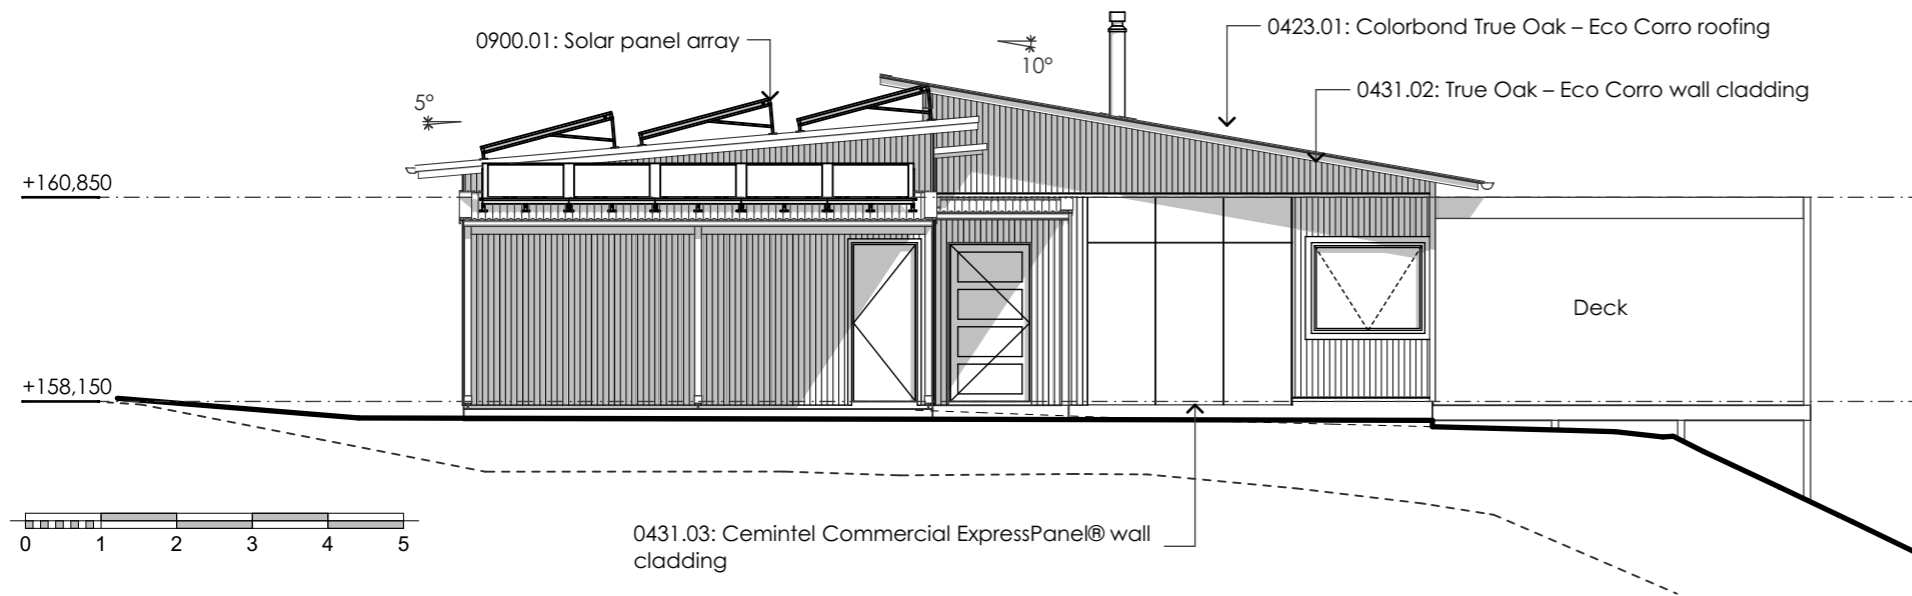 0423.01: Colorbond True Oak – Eco Corro roofing
0900.01: Solar panel array
10°
0431.02: True Oak – Eco Corro wall cladding
5°
+160,850
Deck
+158,150
0431.03: Cemintel Commercial ExpressPanel® wall
cladding
0 1 2 3 4 5